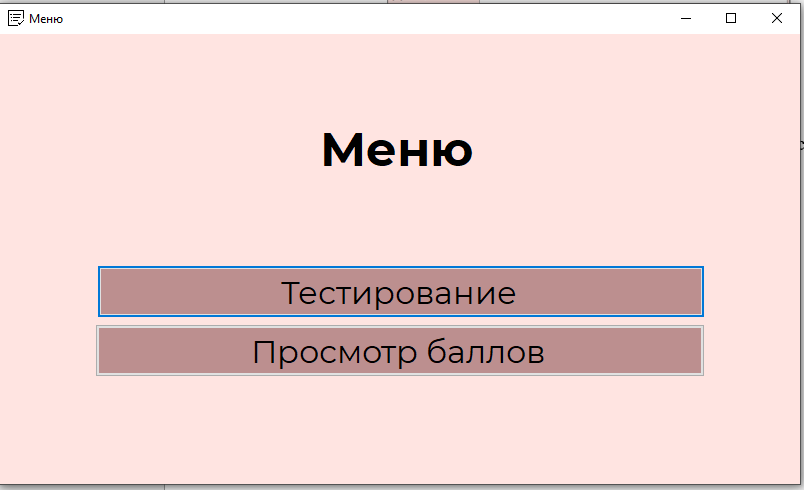 Меню
Меню
Тестирование
Просмотр баллов